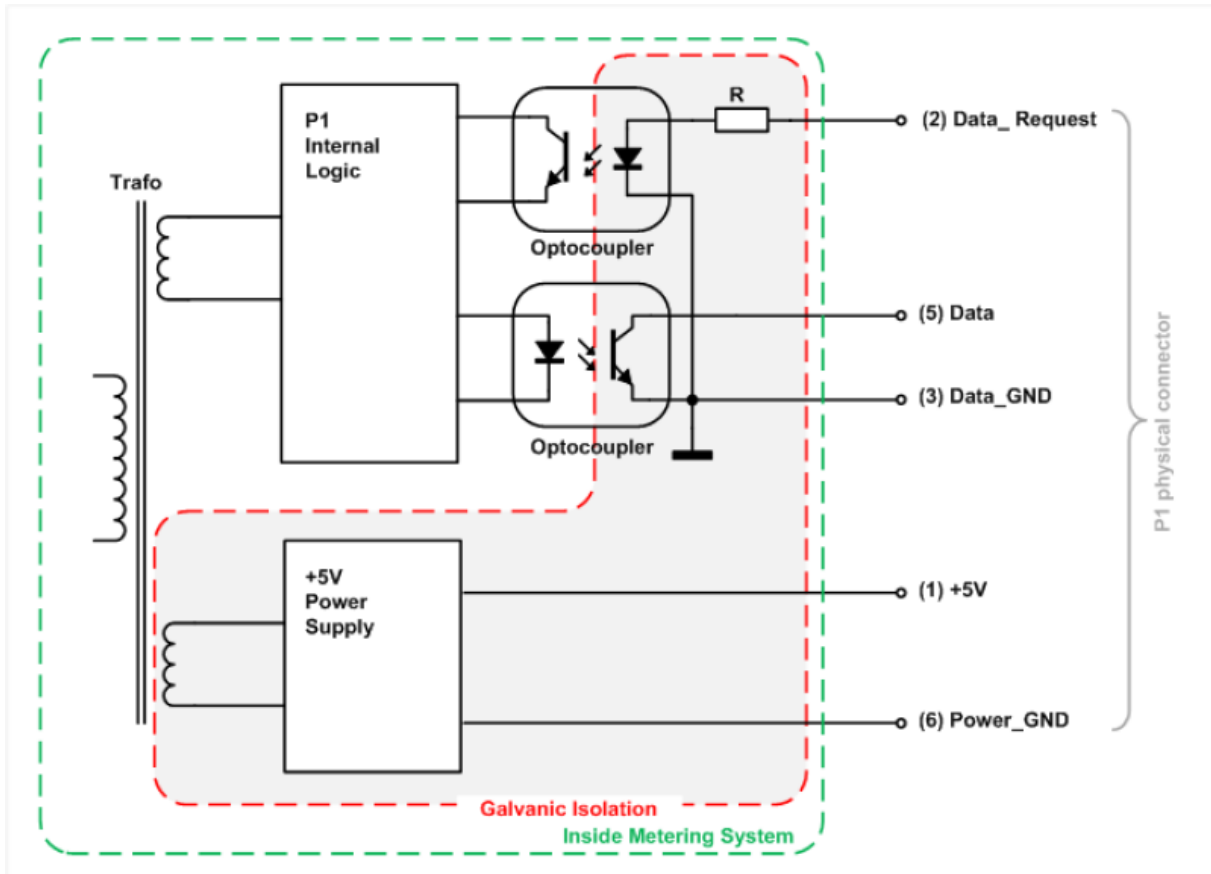 R
(2) Data_ Request
P1
Internal
Logic
Trafo
Optocoupler
(5) Data
(3) Data_GND
Optocoupler
P1 physical connector
+5V
Power
Supply
(1) +5V
(6) Power_GND
Galvanic Isolation
Inside Metering System